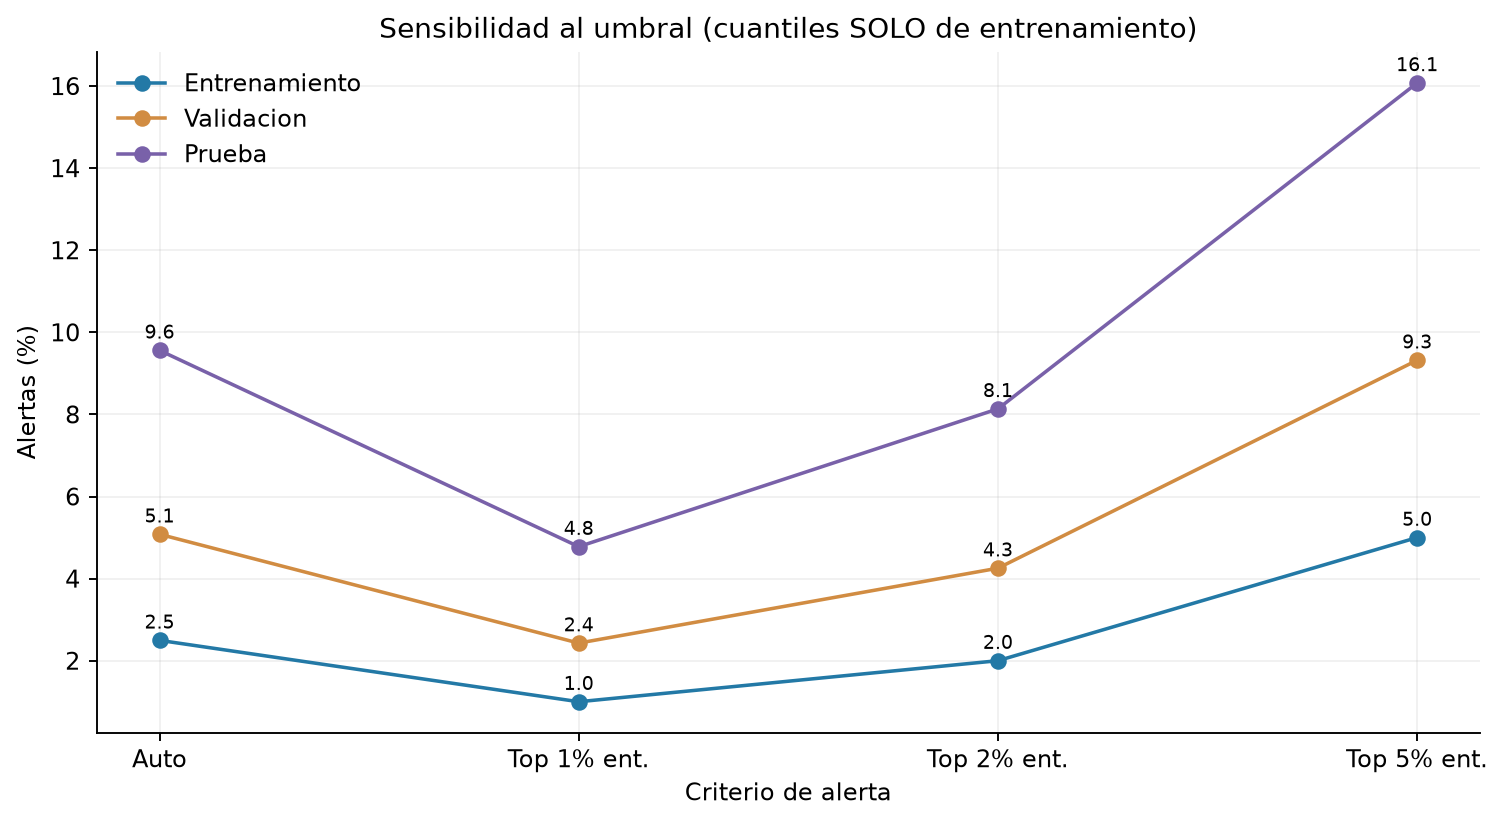 Sensibilidad al umbral (cuantiles SOLO de entrenamiento)
Entrenamiento
Validacion
Prueba
Alertas (%)
16
14
12
10
8
6
4
2
9.6
4.8
8.1
16.1
5.1
2.4
4.3
9.3
2.5
1.0
2.0
5.0
Auto
Top 1% ent.
Top 2% ent.
Top 5% ent.
Criterio de alerta